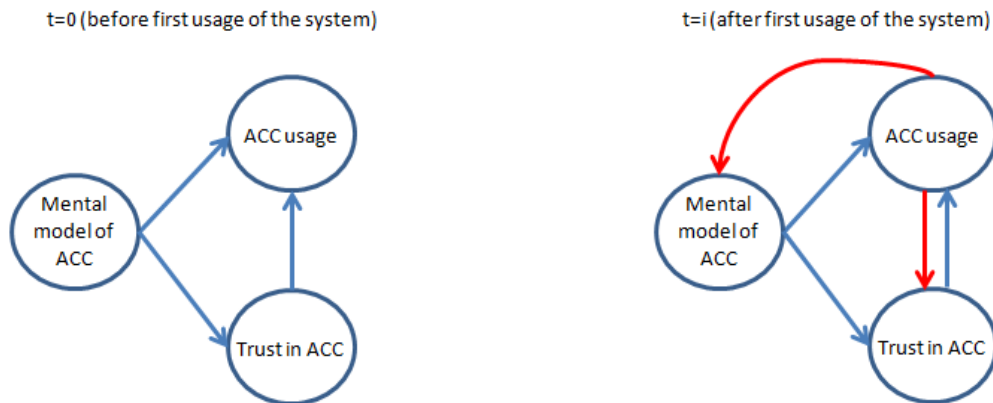 t=0 (before first usage of the system)
ACC usage
Mental
model of
ACC
Trust in ACC
t=i (after first usage of the system)
ACC usage
Mental
model of
ACC
Trust in ACC